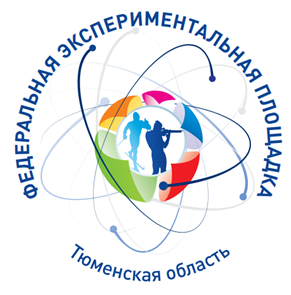 ФЕДЕРАЛЬНАЯ ЭКСПЕРИМЕНТАЛЬНАЯ ПЛОЩАДКА
Тюменская область